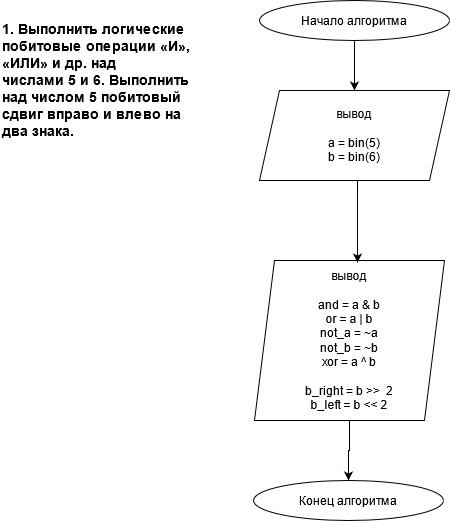 1. Выполнить логические
побитовые операции «И»,
«ИЛИ» и др. над
числами 5 и 6. Выполнить
над числом 5 побитовый
сдвиг вправо и влево на
два знака.
Начало алгоритма
вывод
a = bin(5)
b = bin(6)
вывод
and = a & b
or = a | b
not_a = ~a
not_b = ~b
xor = a ^ b
b_right = b >> 2
b_left = b << 2
Конец алгоритма